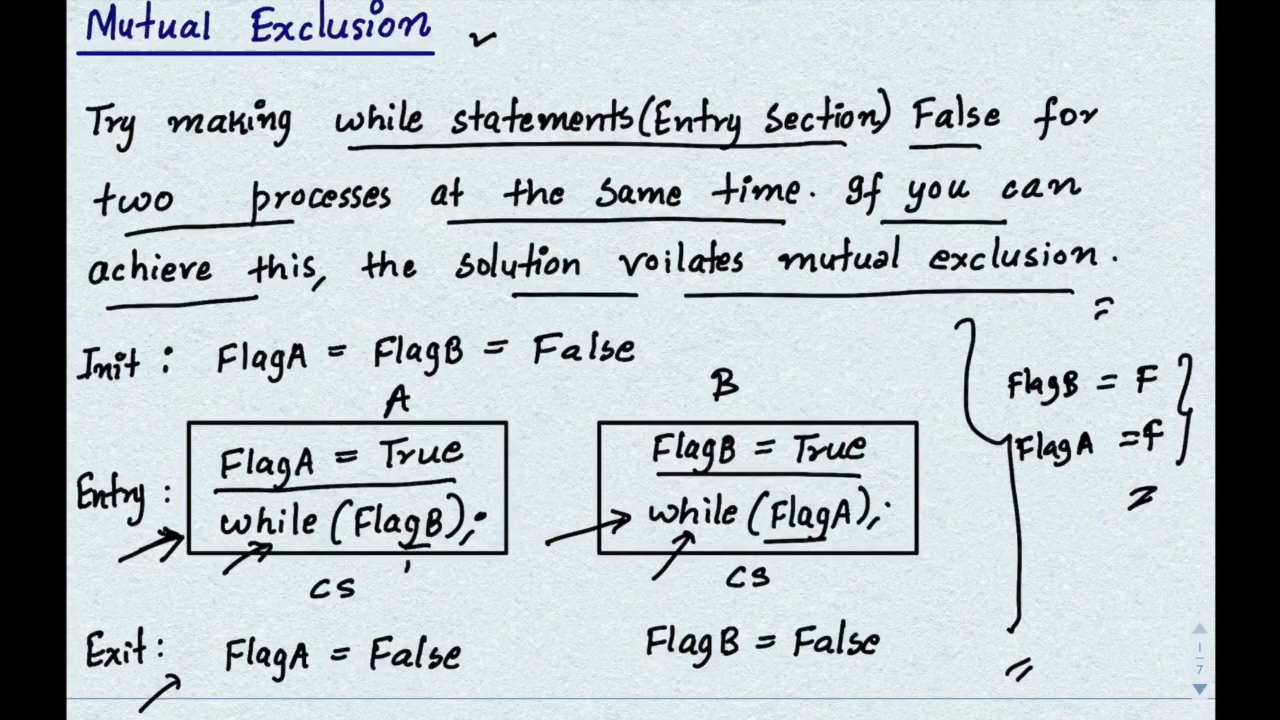 Mutual Exclusion
Try making while statements(Entry Section) False for
two processes at the same time. If you can
achieve this, the solution voilates mutual exclusion.
Init : FlagA = FlagB = False
A
B
FlagB = F
FlagA = F
Entry :
FlagA = True
while (FlagB);
FlagB = True
while (FlagA);
CS
CS
Exit :
FlagA = False
FlagB = False
1
7